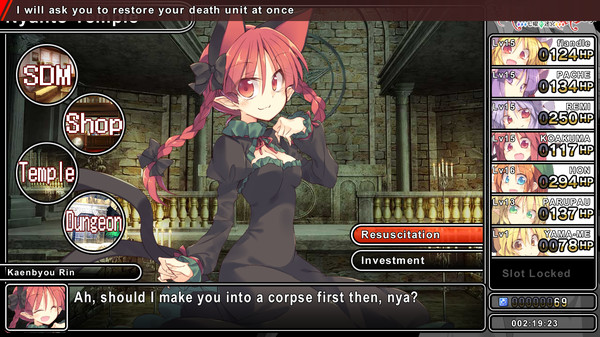 I will ask you to restore your death unit at once
Nyanto Temple
SDM
Shop
Temple
Dungeon
Resuscitation
Investment
Kaenbyou Rin
Ah, should I make you into a corpse first then, nya?
Lv15 flandle
0124HP
Lv15 PACHE
0134HP
Lv15 REMI
0250HP
Lv15 KOAKUMA
0117HP
Lv16 HON
0294HP
Lv13 PARUPAU
0137HP
Lv1 YAMA-ME
0078HP
Slot Locked
00000069
002:19:23